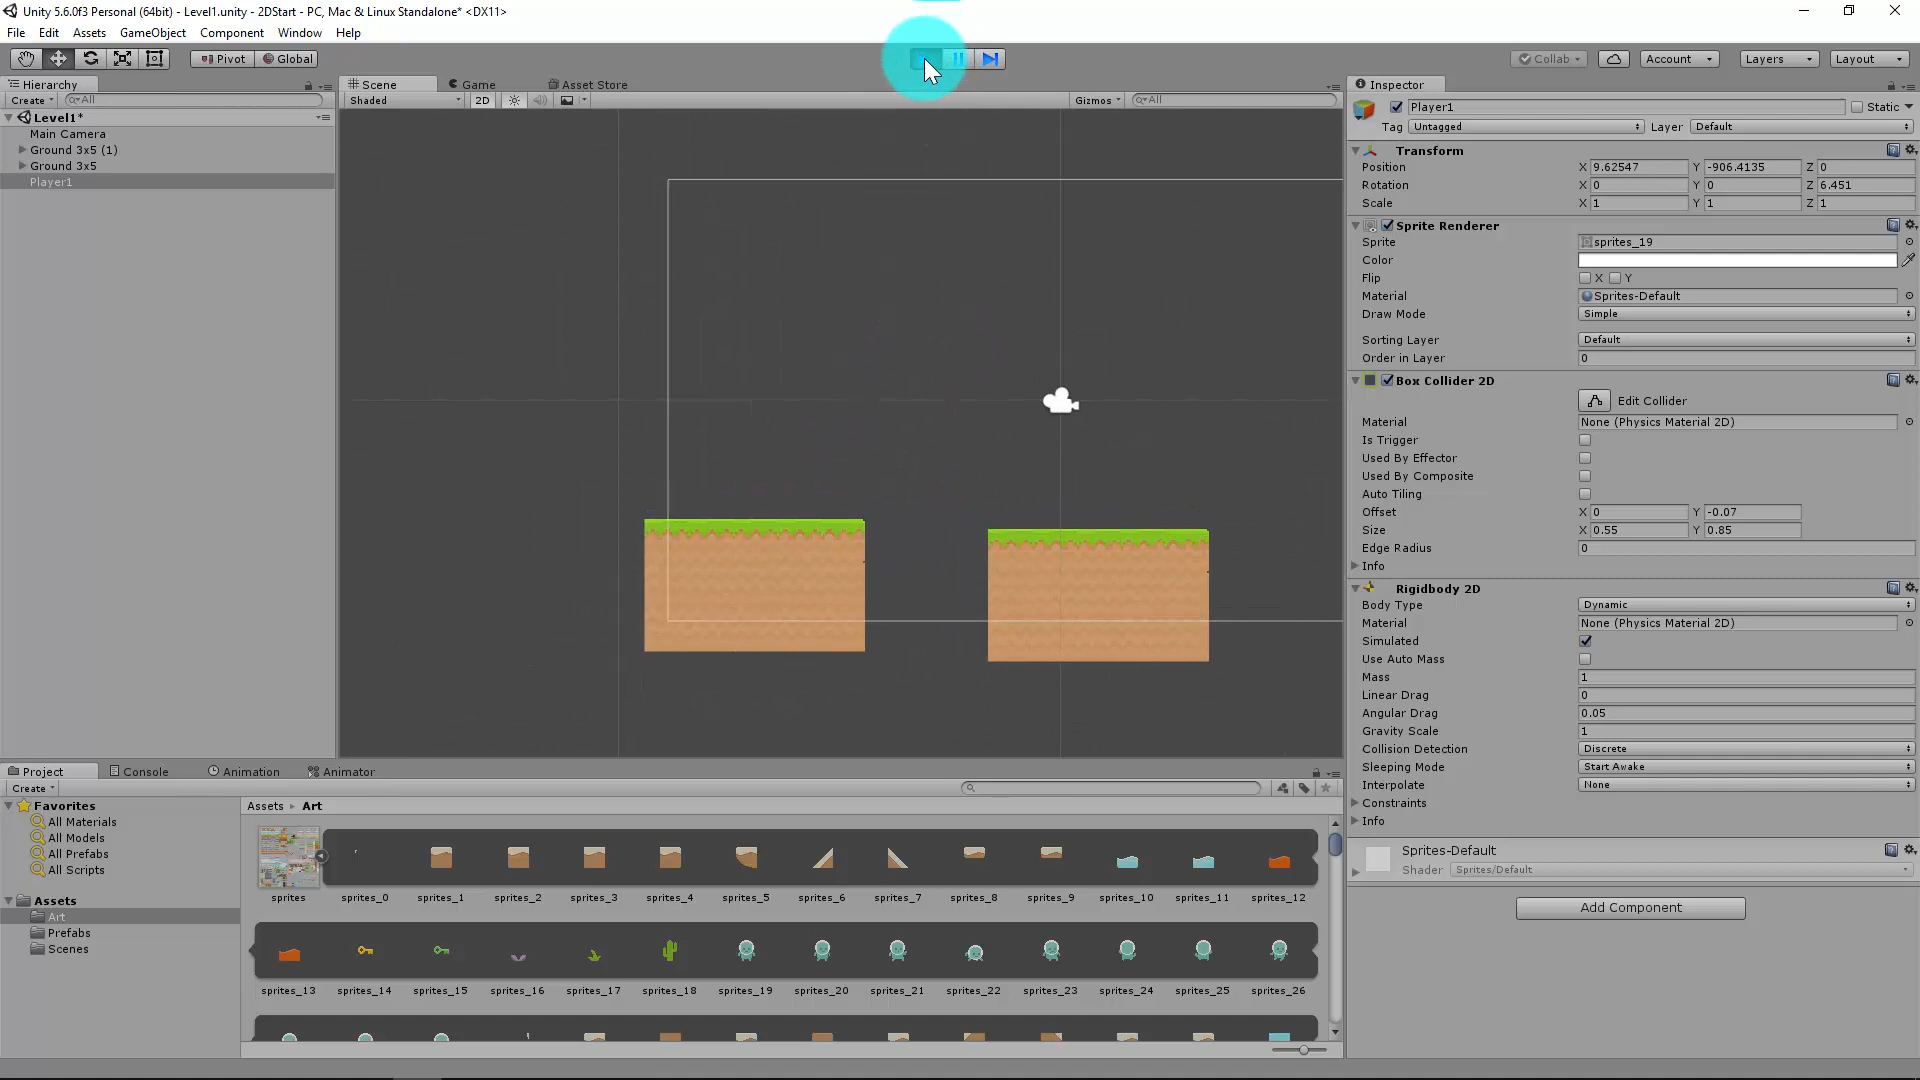 Unity 5.6.0f3 Personal (64bit) - Level1.unity - 2DStart - PC, Mac & Linux Standalone* <DX11>
File Edit Assets GameObject Component Window Help
Pivot Global Collab Account Layers Layout
Hierarchy
Create All
Level1*
Main Camera
Ground 3x5 (1)
Ground 3x5
Player1
Scene Game Asset Store
Shaded 2D Gizmos All
Inspector
Player1 Static
Tag Untagged Layer Default
Transform
Position X 9.62547 Y -906.4135 Z 0
Rotation X 0 Y 0 Z 6.451
Scale X 1 Y 1 Z 1
Sprite Renderer
Sprite sprites_19
Color
Flip X Y
Material Sprites-Default
Draw Mode Simple
Sorting Layer Default
Order in Layer 0
Box Collider 2D
Edit Collider
Material None (Physics Material 2D)
Is Trigger
Used By Effector
Used By Composite
Auto Tiling
Offset X 0 Y -0.07
Size X 0.55 Y 0.85
Edge Radius 0
Info
Rigidbody 2D
Body Type Dynamic
Material None (Physics Material 2D)
Simulated
Use Auto Mass
Mass 1
Linear Drag 0
Angular Drag 0.05
Gravity Scale 1
Collision Detection Discrete
Sleeping Mode Start Awake
Interpolate None
Constraints
Info
Sprites-Default
Shader Sprites/Default
Add Component
Project Console Animation Animator
Create
Favorites
All Materials
All Models
All Prefabs
All Scripts
Assets
Art
Prefabs
Scenes
Assets Art
sprites sprites_0 sprites_1 sprites_2 sprites_3 sprites_4 sprites_5 sprites_6 sprites_7 sprites_8 sprites_9 sprites_10 sprites_11 sprites_12
sprites_13 sprites_14 sprites_15 sprites_16 sprites_17 sprites_18 sprites_19 sprites_20 sprites_21 sprites_22 sprites_23 sprites_24 sprites_25 sprites_26